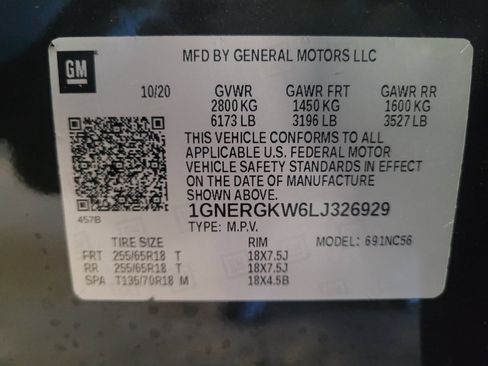 GM
MFD BY GENERAL MOTORS LLC
10/20 GVWR GAWR FRT GAWR RR
2800 KG 1450 KG 1600 KG
6173 LB 3196 LB 3527 LB
THIS VEHICLE CONFORMS TO ALL
APPLICABLE U.S. FEDERAL MOTOR
VEHICLE SAFETY STANDARDS IN EFFECT
ON THE DATE OF MANUFACTURE
SHOWN ABOVE.
457B 1GNERGKW6LJ326929
TYPE: M.P.V.
TIRE SIZE RIM MODEL: 691NC56
FRT 255/65R18 T 18X7.5J
RR 255/65R18 T 18X7.5J
SPA T135/70R18 M 18X4.5B